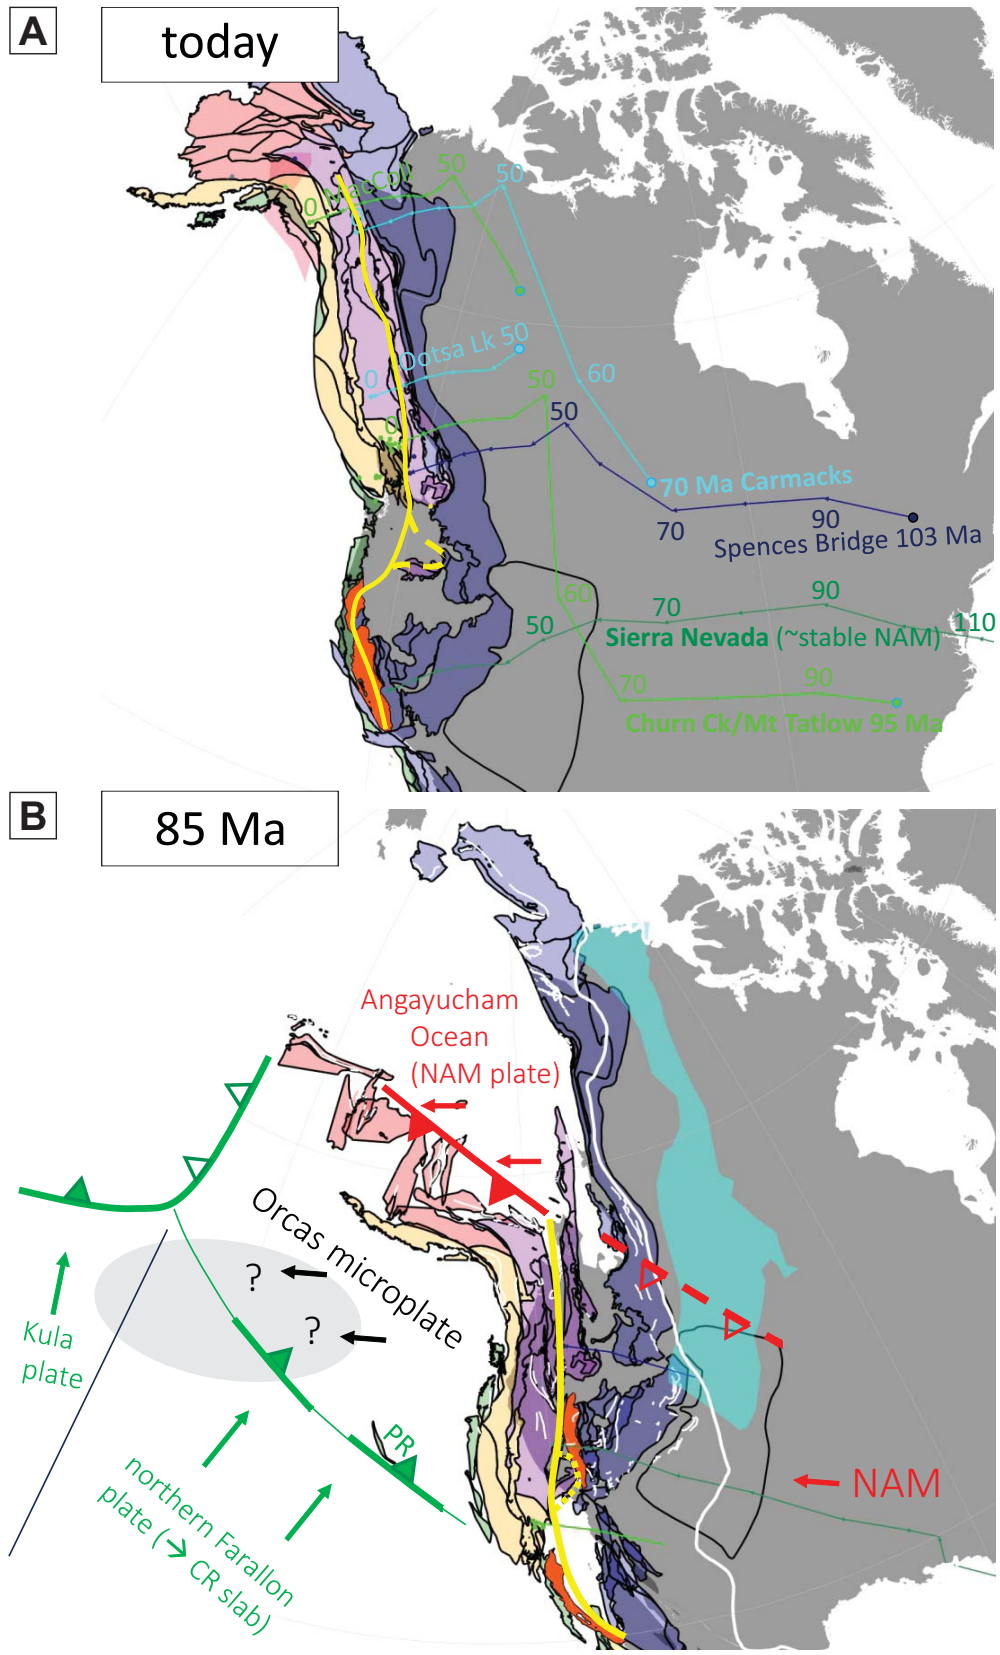 A
today
50
50
0 MacColl
Ootsa Lk 50
0
60
50
50
0
70 Ma Carmacks
70
90
Spences Bridge 103 Ma
60
90
70
110
50
Sierra Nevada (~stable NAM)
90
70
Churn Ck/Mt Tatlow 95 Ma
B
85 Ma
Angayucham
Ocean
(NAM plate)
Orcas microplate
?
?
Kula
plate
PR
northern Farallon
plate (→ CR slab)
NAM